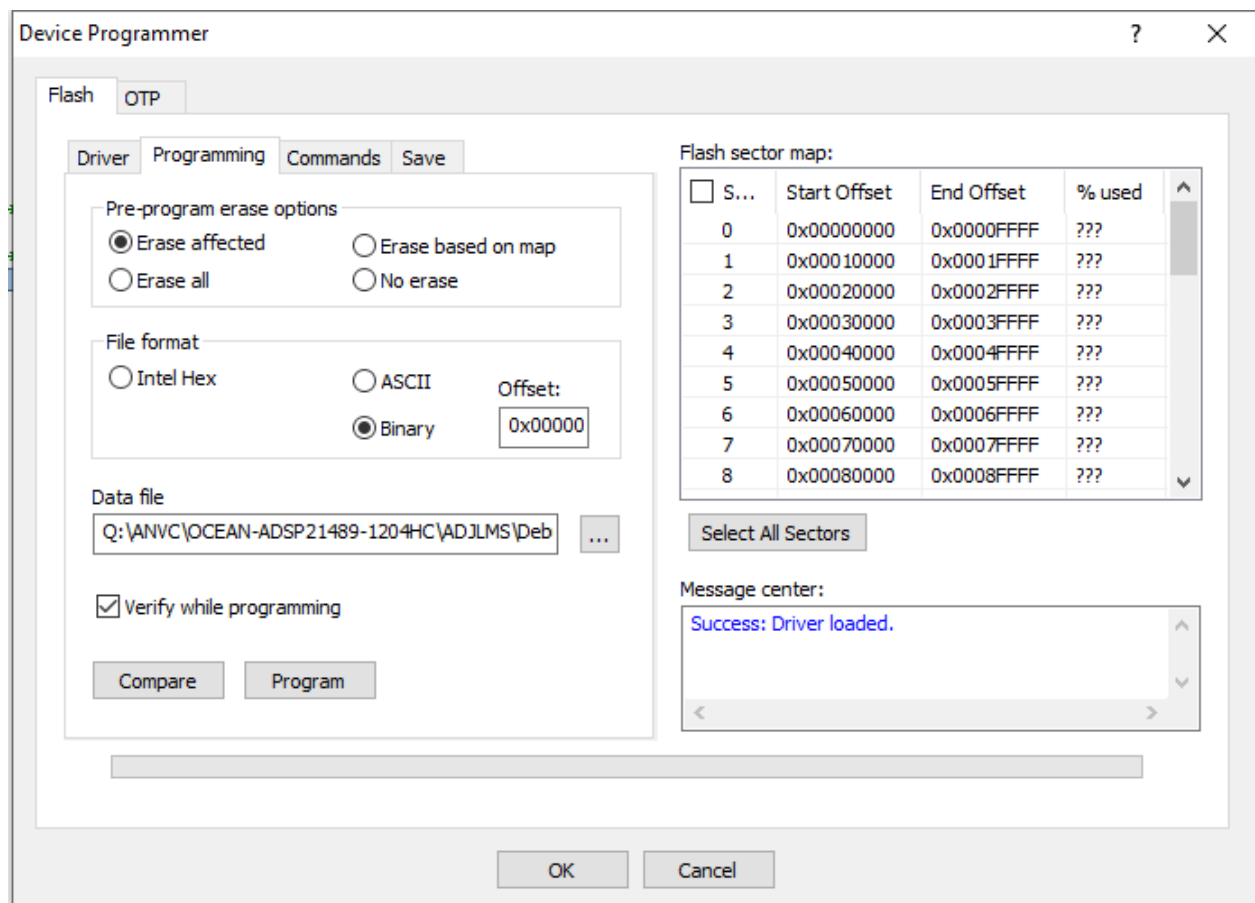 Device Programmer ?
Flash OTP
Driver Programming Commands Save
Pre-program erase options
Erase affected Erase based on map
Erase all No erase
File format
Intel Hex ASCII Offset:
Binary 0x00000
Data file
Q:\ANVC\OCEAN-ADSP21489-1204HC\ADJLMS\Deb ...
Verify while programming
Compare Program
Flash sector map:
S... Start Offset End Offset % used
0 0x00000000 0x0000FFFF ???
1 0x00010000 0x0001FFFF ???
2 0x00020000 0x0002FFFF ???
3 0x00030000 0x0003FFFF ???
4 0x00040000 0x0004FFFF ???
5 0x00050000 0x0005FFFF ???
6 0x00060000 0x0006FFFF ???
7 0x00070000 0x0007FFFF ???
8 0x00080000 0x0008FFFF ???
Select All Sectors
Message center:
Success: Driver loaded.
OK Cancel